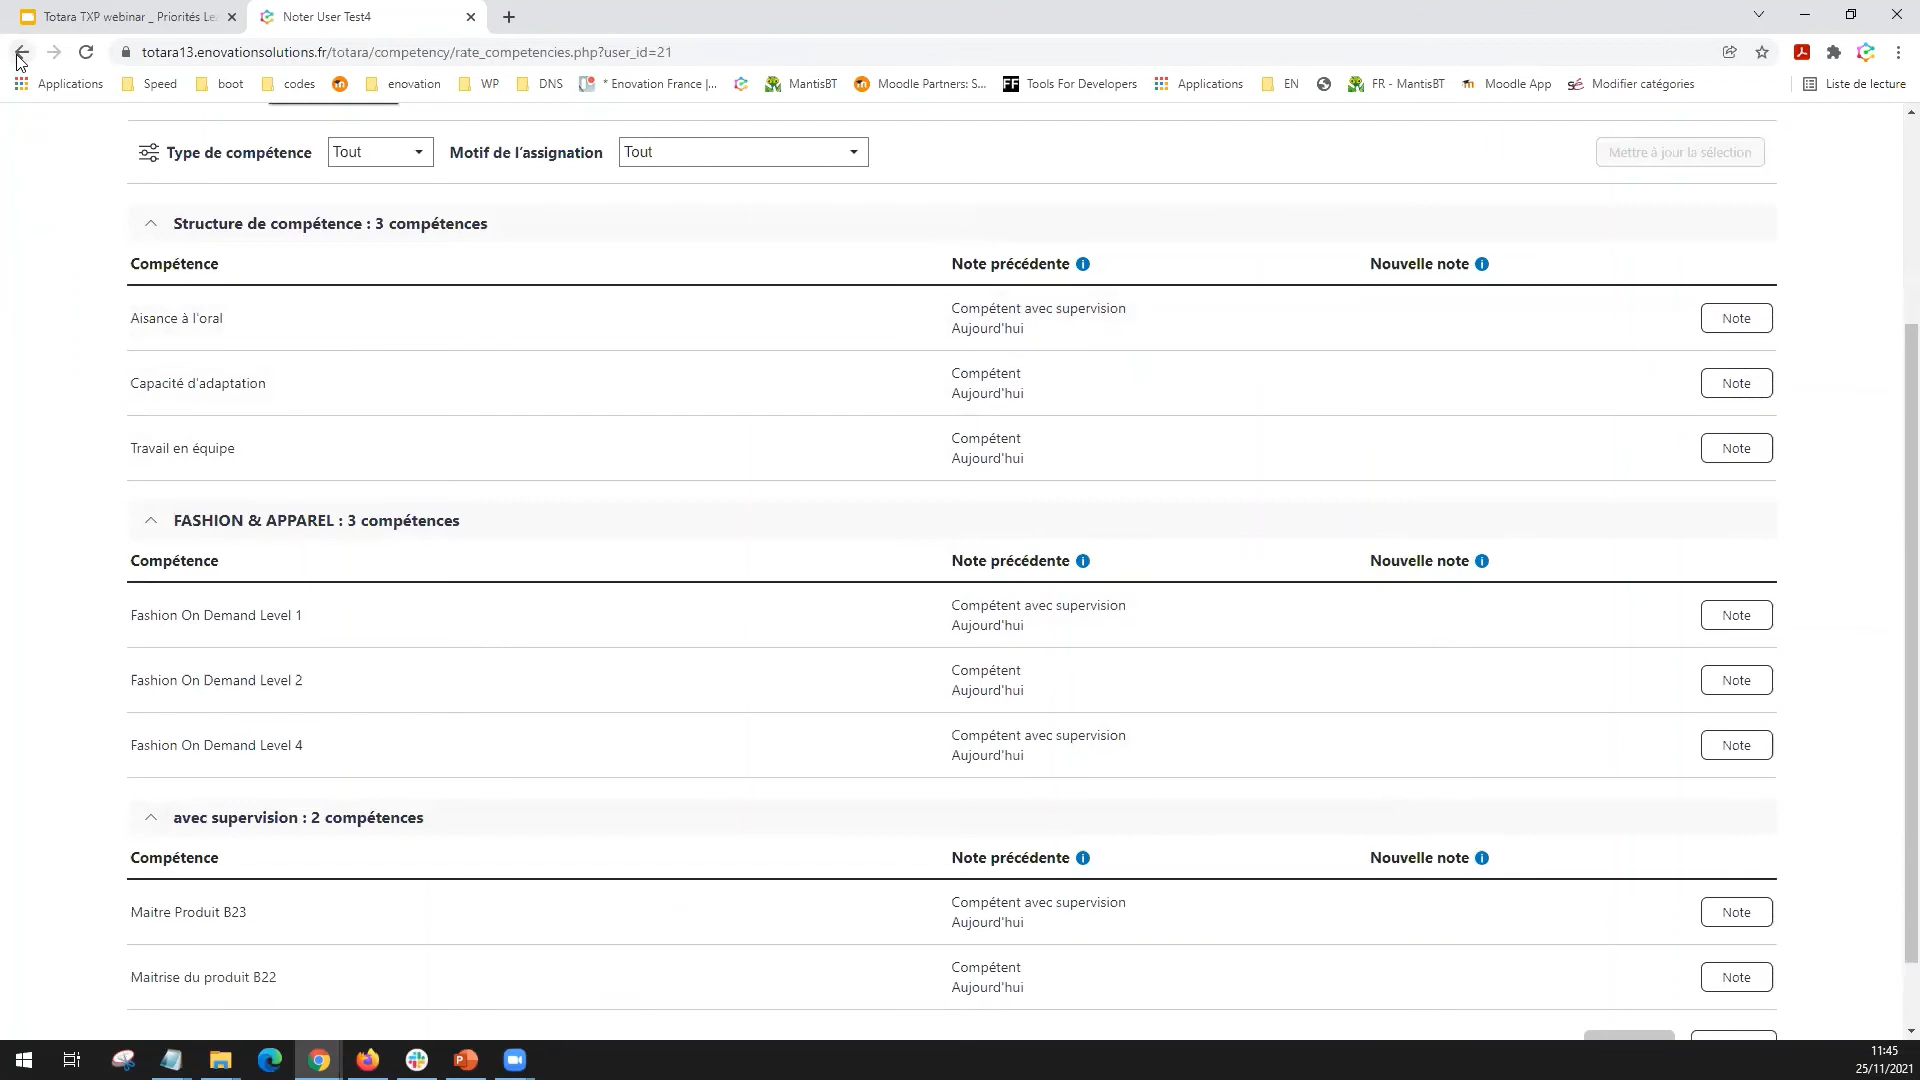 Totara TXP webinar _ Priorités Le
Noter User Test4
totara13.enovationsolutions.fr/totara/competency/rate_competencies.php?user_id=21
Applications Speed boot codes enovation WP DNS * Enovation France |... MantisBT Moodle Partners: S... FF Tools For Developers Applications EN FR - MantisBT Moodle App Modifier catégories Liste de lecture
Type de compétence Tout Motif de l'assignation Tout Mettre à jour la sélection
Structure de compétence : 3 compétences
Compétence Note précédente Nouvelle note
Aisance à l'oral Compétent avec supervision Note
Aujourd'hui
Capacité d'adaptation Compétent Note
Aujourd'hui
Travail en équipe Compétent Note
Aujourd'hui
FASHION & APPAREL : 3 compétences
Compétence Note précédente Nouvelle note
Fashion On Demand Level 1 Compétent avec supervision Note
Aujourd'hui
Fashion On Demand Level 2 Compétent Note
Aujourd'hui
Fashion On Demand Level 4 Compétent avec supervision Note
Aujourd'hui
avec supervision : 2 compétences
Compétence Note précédente Nouvelle note
Maitre Produit B23 Compétent avec supervision Note
Aujourd'hui
Maitrise du produit B22 Compétent Note
Aujourd'hui
11:45
25/11/2021